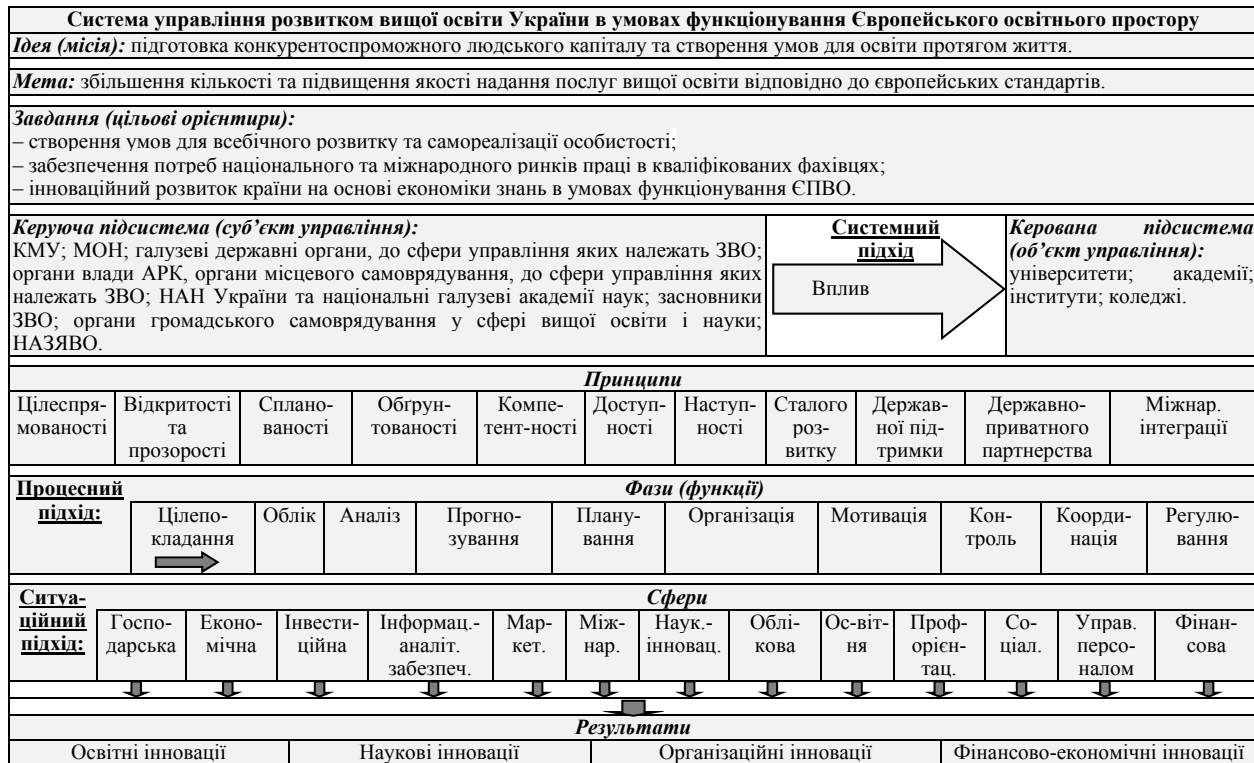 Система управління розвитком вищої освіти України в умовах функціонування Європейського освітнього простору
Ідея (місія): підготовка конкурентоспроможного людського капіталу та створення умов для освіти протягом життя.
Мета: збільшення кількості та підвищення якості надання послуг вищої освіти відповідно до європейських стандартів.
Завдання (цільові орієнтири):
– створення умов для всебічного розвитку та самореалізації особистості;
– забезпечення потреб національного та міжнародного ринків праці в кваліфікованих фахівцях;
– інноваційний розвиток країни на основі економіки знань в умовах функціонування ЄПВО.
Керуюча підсистема (суб’єкт управління):
КМУ; МОН; галузеві державні органи, до сфери управління яких належать ЗВО;
органи влади АРК, органи місцевого самоврядування, до сфери управління яких
належать ЗВО; НАН України та національні галузеві академії наук; засновники
ЗВО; органи громадського самоврядування у сфері вищої освіти і науки;
НАЗЯВО.
Системний
підхід
Вплив
Керована підсистема
(об’єкт управління):
університети; академії;
інститути; коледжі.
Принципи
Цілеспря-
мованості
Відкритості
та
прозорості
Сплано-
ваності
Обґрун-
тованості
Компе-
тент-ності
Доступ-
ності
Наступ-
ності
Сталого
роз-
витку
Держав-
ної під-
тримки
Державно-
приватного
партнерства
Міжнар.
інтеграції
Процесний
підхід:
Фази (функції)
Цілепо-
кладання
Облік
Аналіз
Прогно-
зування
Плану-
вання
Організація
Мотивація
Кон-
троль
Коорди-
нація
Регулю-
вання
Ситуа-
ційний
підхід:
Сфери
Госпо-
дарська
Еконо-
мічна
Інвести-
ційна
Інформац.-
аналіт.
забезпеч.
Мар-
кет.
Між-
нар.
Наук.-
інновац.
Облі-
кова
Ос-віт-
ня
Проф-
орієн-
тац.
Со-
ціал.
Управ.
персо-
налом
Фінан-
сова
Результати
Освітні інновації
Наукові інновації
Організаційні інновації
Фінансово-економічні інновації